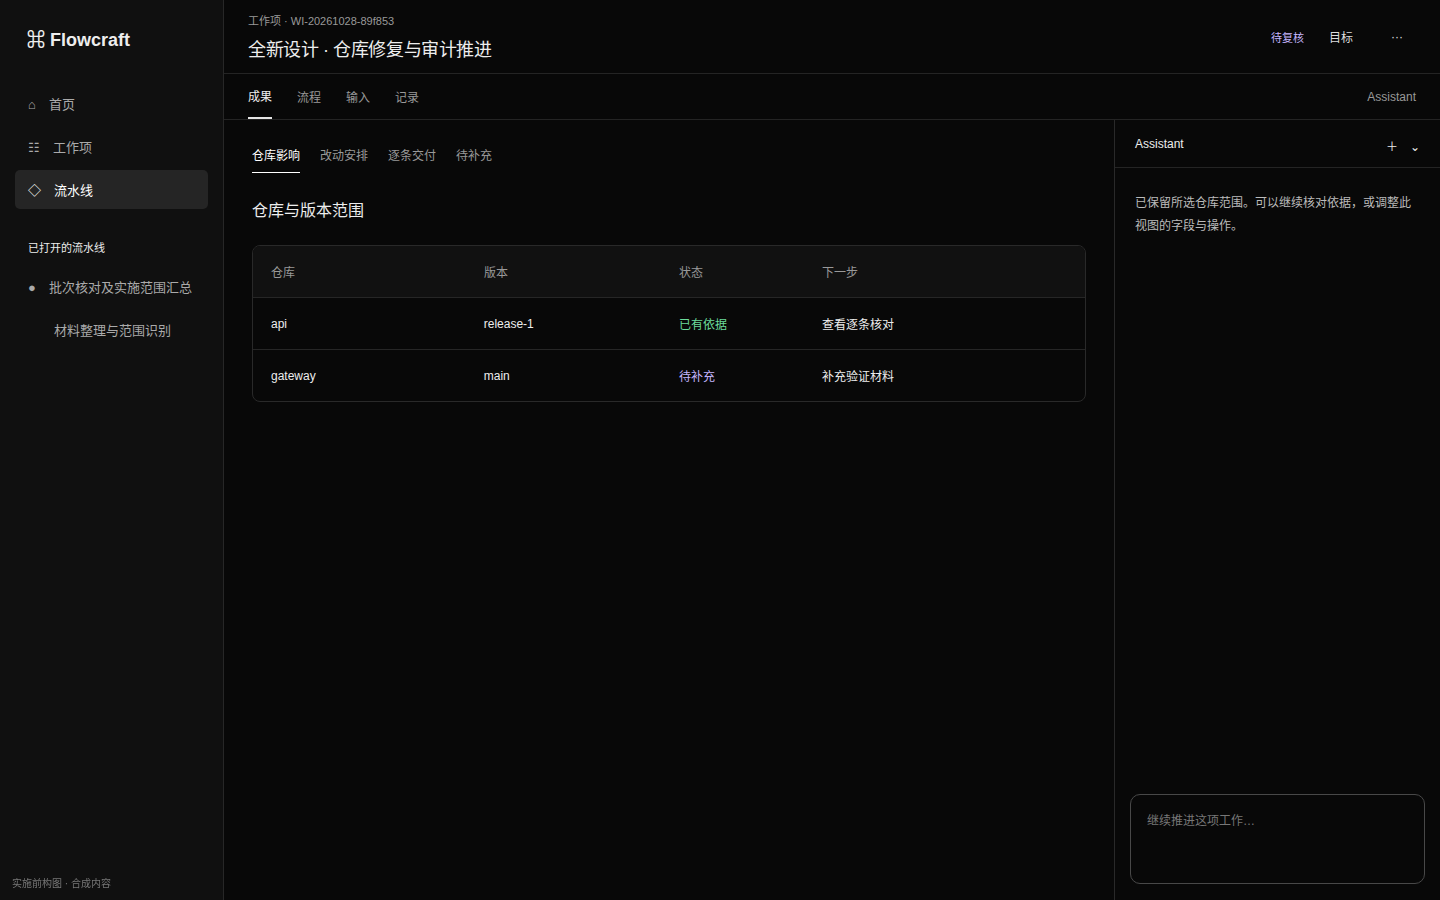 ⌘ Flowcraft
⌂ 首页
☷ 工作项
◇ 流水线
已打开的流水线
● 批次核对及实施范围汇总
材料整理与范围识别
实施前构图 · 合成内容
工作项 · WI-20261028-89f853
全新设计 · 仓库修复与审计推进
待复核 目标 ···
成果 流程 输入 记录
Assistant
仓库影响 改动安排 逐条交付 待补充
仓库与版本范围
仓库 版本 状态 下一步
api release-1 已有依据 查看逐条核对
gateway main 待补充 补充验证材料
Assistant + ⌄
已保留所选仓库范围。可以继续核对依据，或调整此
视图的字段与操作。
继续推进这项工作…